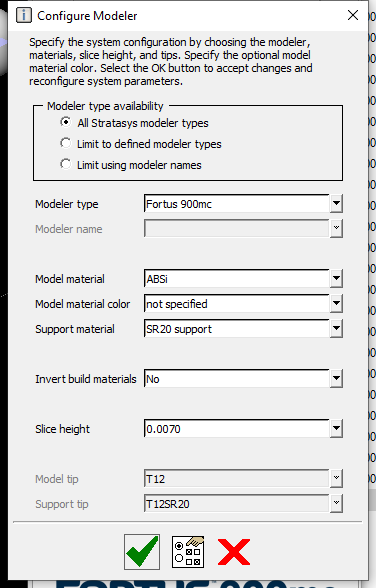 Configure Modeler
Specify the system configuration by choosing the modeler,
materials, slice height, and tips. Specify the optional model
material color. Select the OK button to accept changes and
reconfigure system parameters.
Modeler type availability
All Stratasys modeler types
Limit to defined modeler types
Limit using modeler names
Modeler type Fortus 900mc
Modeler name
Model material ABSi
Model material color not specified
Support material SR20 support
Invert build materials No
Slice height 0.0070
Model tip T12
Support tip T12SR20